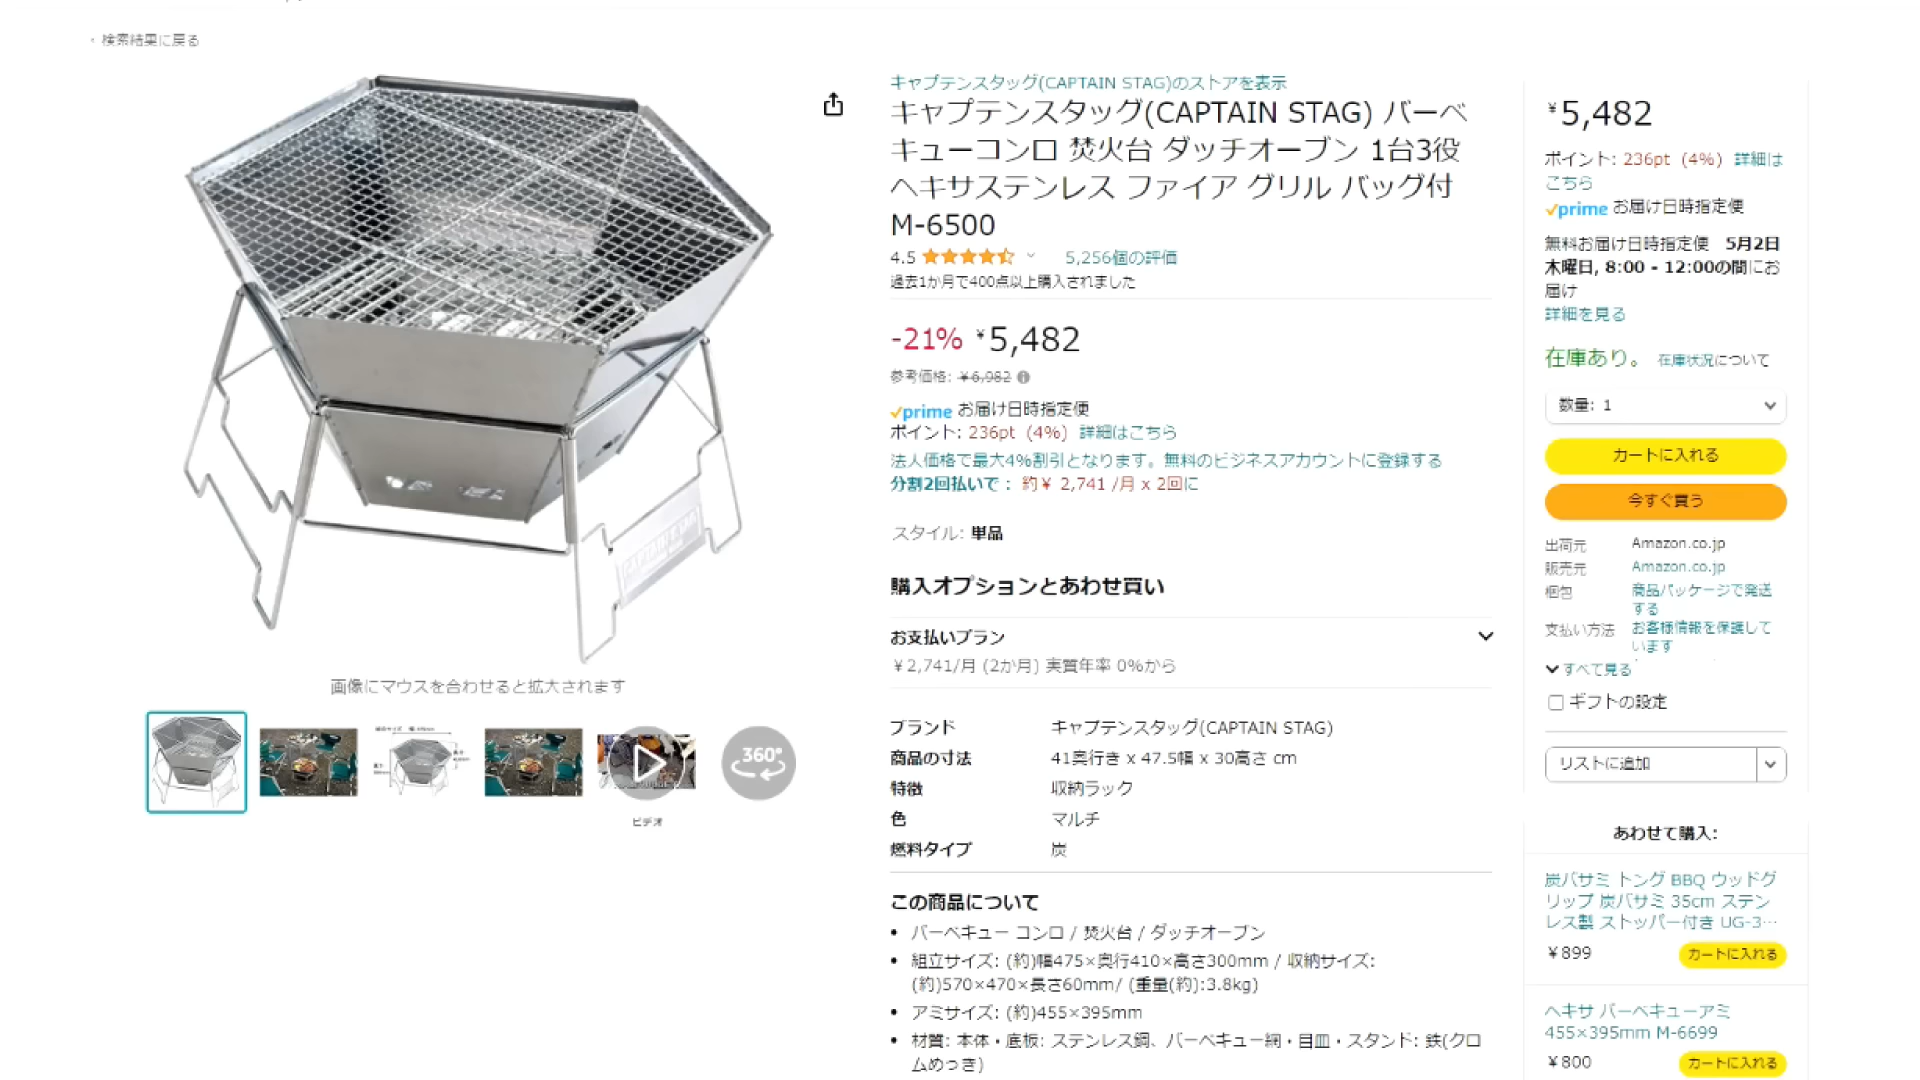 ‹ 検索結果に戻る
キャプテンスタッグ(CAPTAIN STAG)のストアを表示
キャプテンスタッグ(CAPTAIN STAG) バーベ
キューコンロ 焚火台 ダッチオーブン 1台3役
ヘキサステンレス ファイア グリル バッグ付
M-6500
4.5 5,256個の評価
過去1か月で400点以上購入されました
-21% ¥5,482
参考価格: ¥6,982
prime お届け日時指定便
ポイント: 236pt (4%) 詳細はこちら
法人価格で最大4%割引となります。無料のビジネスアカウントに登録する
分割2回払いで： 約¥ 2,741 /月 x 2回に
スタイル: 単品
購入オプションとあわせ買い
お支払いプラン
¥2,741/月 (2か月) 実質年率 0%から
ブランド キャプテンスタッグ(CAPTAIN STAG)
商品の寸法 41奥行き x 47.5幅 x 30高さ cm
特徴 収納ラック
色 マルチ
燃料タイプ 炭
この商品について
• バーベキュー コンロ / 焚火台 / ダッチオーブン
• 組立サイズ: (約)幅475×奥行410×高さ300mm / 収納サイズ:
(約)570×470×長さ60mm/ (重量(約):3.8kg)
• アミサイズ: (約)455×395mm
• 材質: 本体・底板: ステンレス鋼、バーベキュー網・目皿・スタンド: 鉄(クロ
ムめっき)
画像にマウスを合わせると拡大されます
ビデオ
360°
¥5,482
ポイント: 236pt (4%) 詳細は
こちら
prime お届け日時指定便
無料お届け日時指定便 5月2日
木曜日, 8:00 - 12:00の間にお
届け
詳細を見る
在庫あり。 在庫状況について
数量: 1
カートに入れる
今すぐ買う
出荷元 Amazon.co.jp
販売元 Amazon.co.jp
梱包 商品パッケージで発送
する
支払い方法 お客様情報を保護して
います
すべて見る
ギフトの設定
リストに追加
あわせて購入:
炭バサミ トング BBQ ウッドグ
リップ 炭バサミ 35cm ステン
レス製 ストッパー付き UG-3…
¥899 カートに入れる
ヘキサ バーベキューアミ
455×395mm M-6699
¥800 カートに入れる